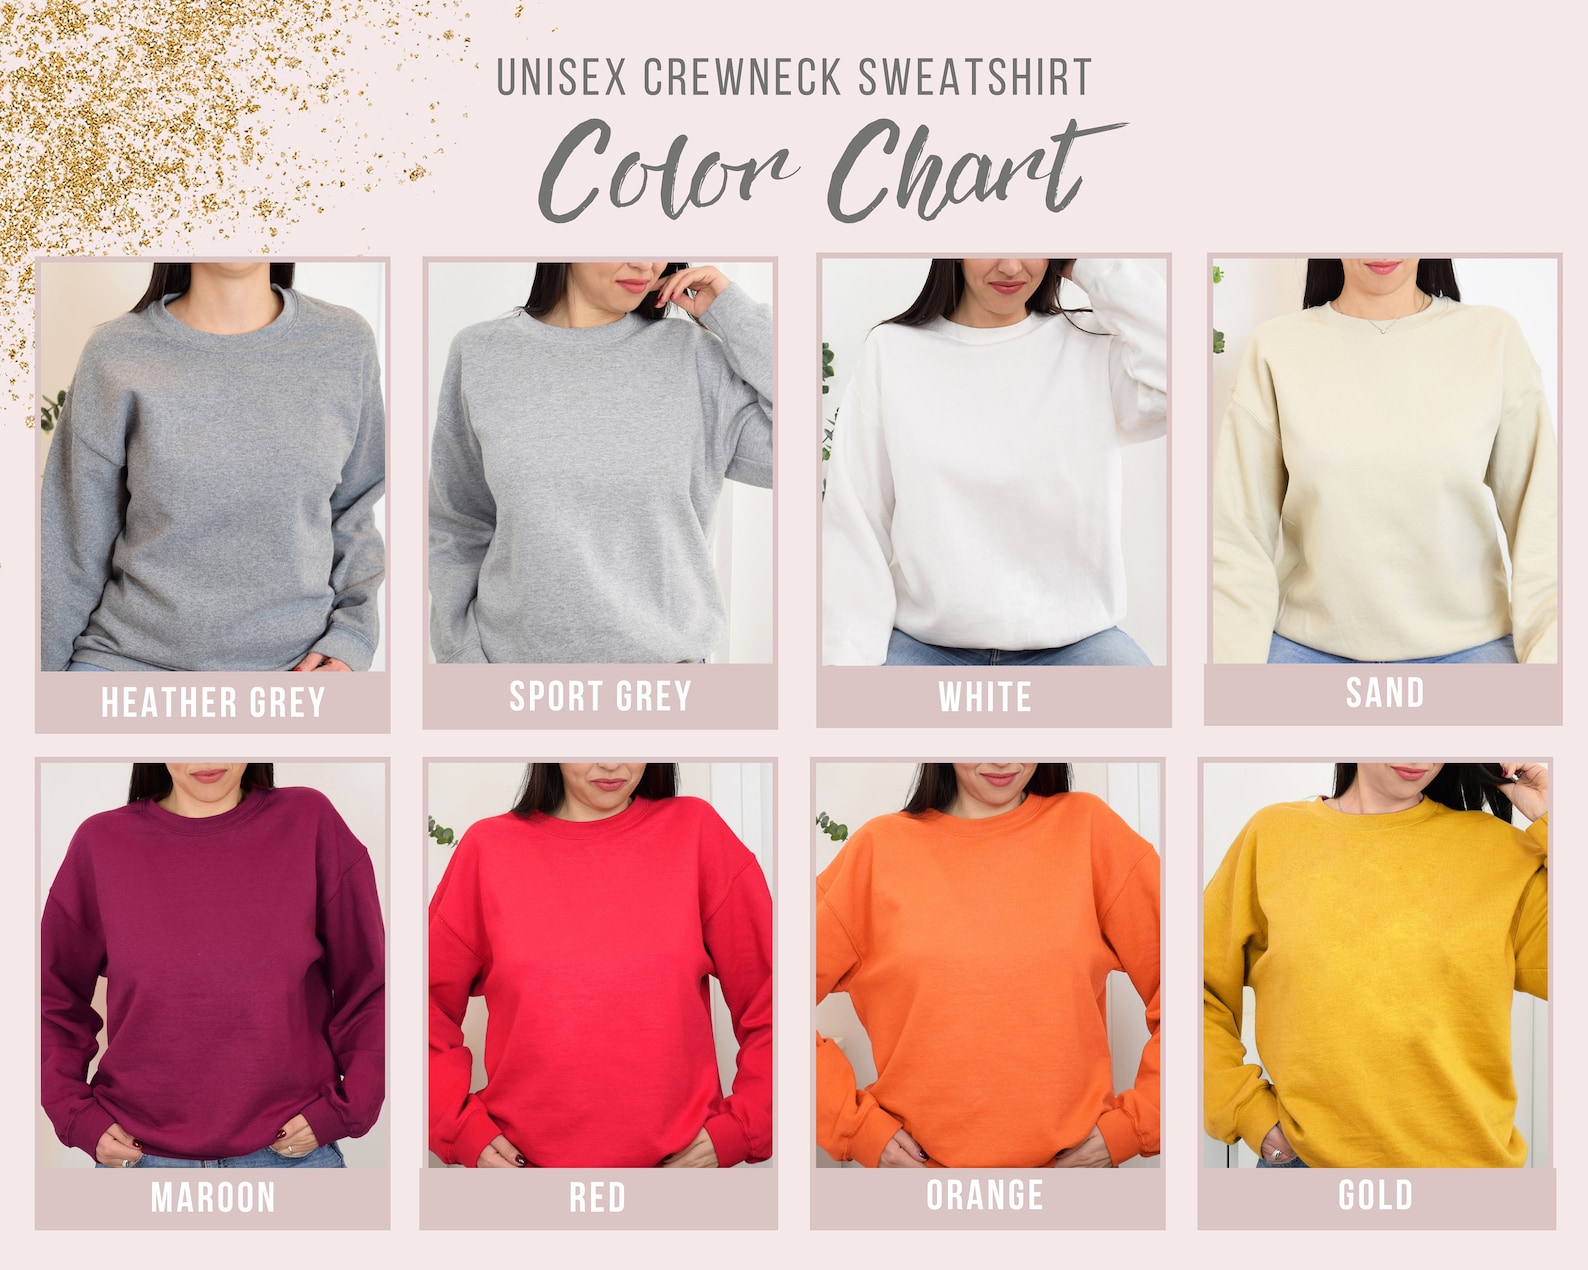 UNISEX CREWNECK SWEATSHIRT
Color Chart
HEATHER GREY
SPORT GREY
WHITE
SAND
MAROON
RED
ORANGE
GOLD